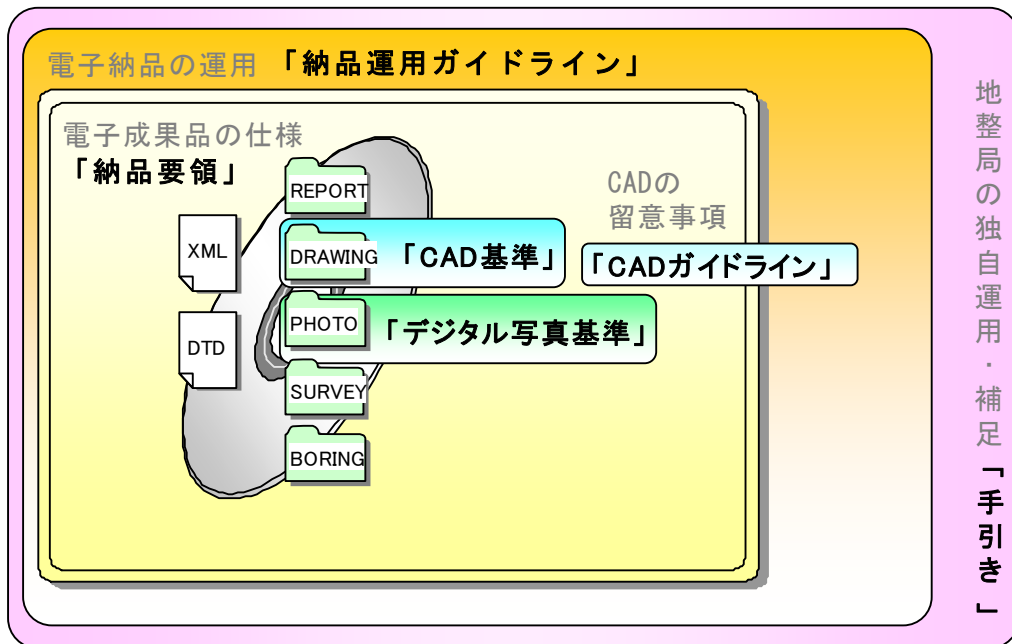 電子納品の運用 「納品運用ガイドライン」
電子成果品の仕様
「納品要領」
REPORT
CADの
留意事項
XML
DRAWING
「CAD基準」
「CADガイドライン」
PHOTO
「デジタル写真基準」
DTD
SURVEY
BORING
地整局の独自運用・補足「手引き」